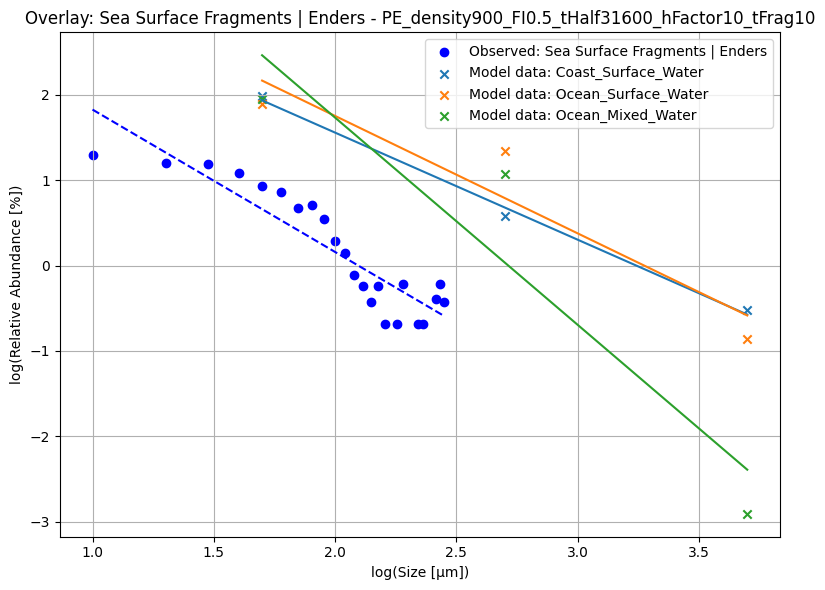 Overlay: Sea Surface Fragments | Enders - PE_density900_FI0.5_tHalf31600_hFactor10_tFrag10
Observed: Sea Surface Fragments | Enders
Model data: Coast_Surface_Water
Model data: Ocean_Surface_Water
Model data: Ocean_Mixed_Water
log(Relative Abundance [%])
2
1
0
−1
−2
−3
1.0 1.5 2.0 2.5 3.0 3.5
log(Size [μm])